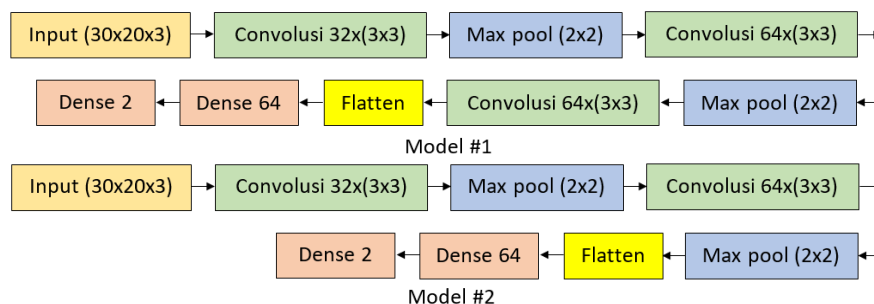 Input (30x20x3)
Convolusi 32x(3x3)
Max pool (2x2)
Convolusi 64x(3x3)
Dense 2
Dense 64
Flatten
Convolusi 64x(3x3)
Max pool (2x2)
Model #1
Input (30x20x3)
Convolusi 32x(3x3)
Max pool (2x2)
Convolusi 64x(3x3)
Dense 2
Dense 64
Flatten
Max pool (2x2)
Model #2